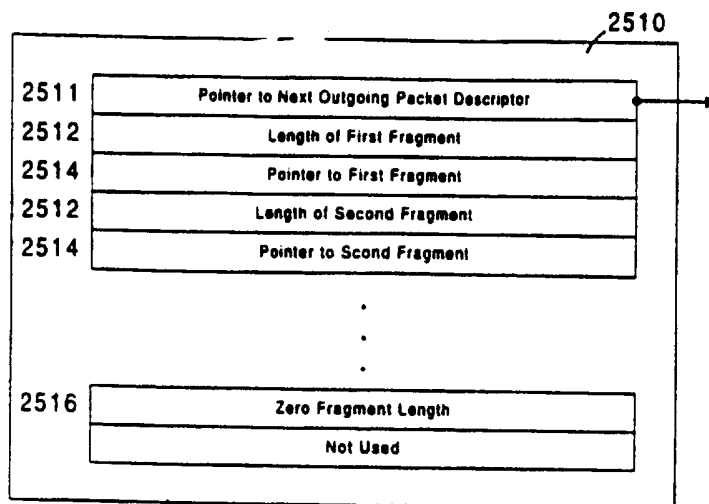 2510
2511 Pointer to Next Outgoing Packet Descriptor
2512 Length of First Fragment
2514 Pointer to First Fragment
2512 Length of Second Fragment
2514 Pointer to Scond Fragment
2516 Zero Fragment Length
Not Used